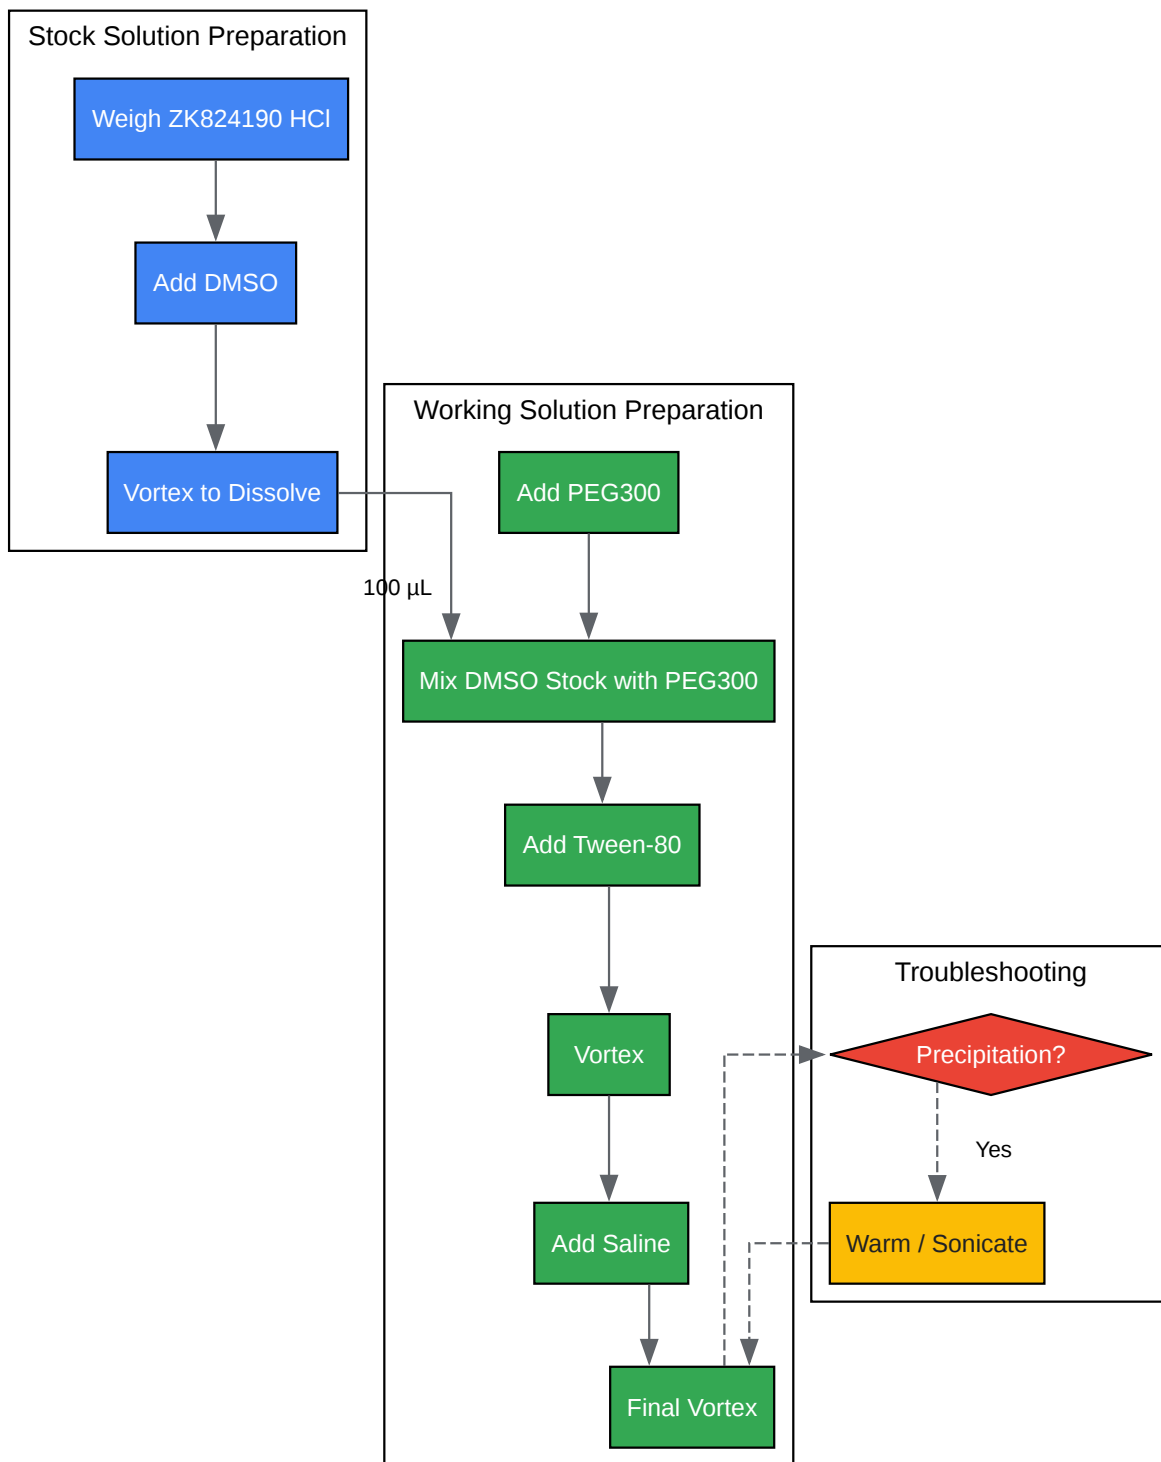 Stock Solution Preparation
Weigh ZK824190 HCl
Add DMSO
Vortex to Dissolve
100 µL
Working Solution Preparation
Add PEG300
Mix DMSO Stock with PEG300
Add Tween-80
Vortex
Add Saline
Final Vortex
Troubleshooting
Precipitation?
Yes
Warm / Sonicate